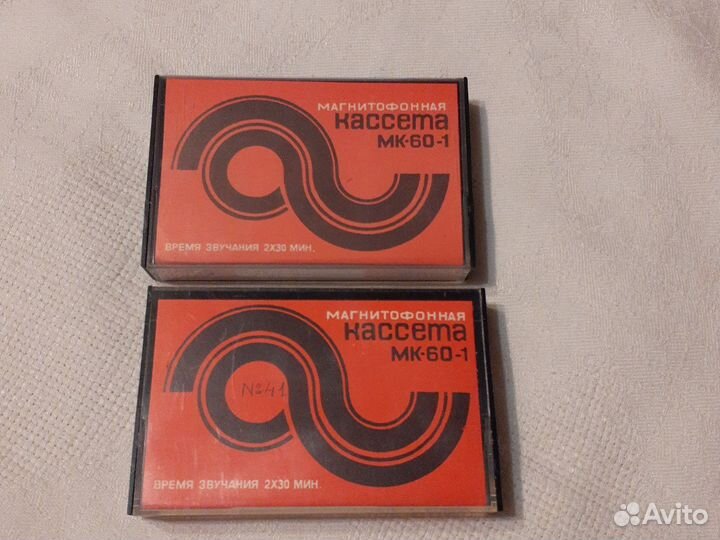 МАГНИТОФОННАЯ
кассета
МК-60-1
ВРЕМЯ ЗВУЧАНИЯ 2Х30 МИН.
МАГНИТОФОННАЯ
кассета
МК-60-1
№41
ВРЕМЯ ЗВУЧАНИЯ 2Х30 МИН.
Avito